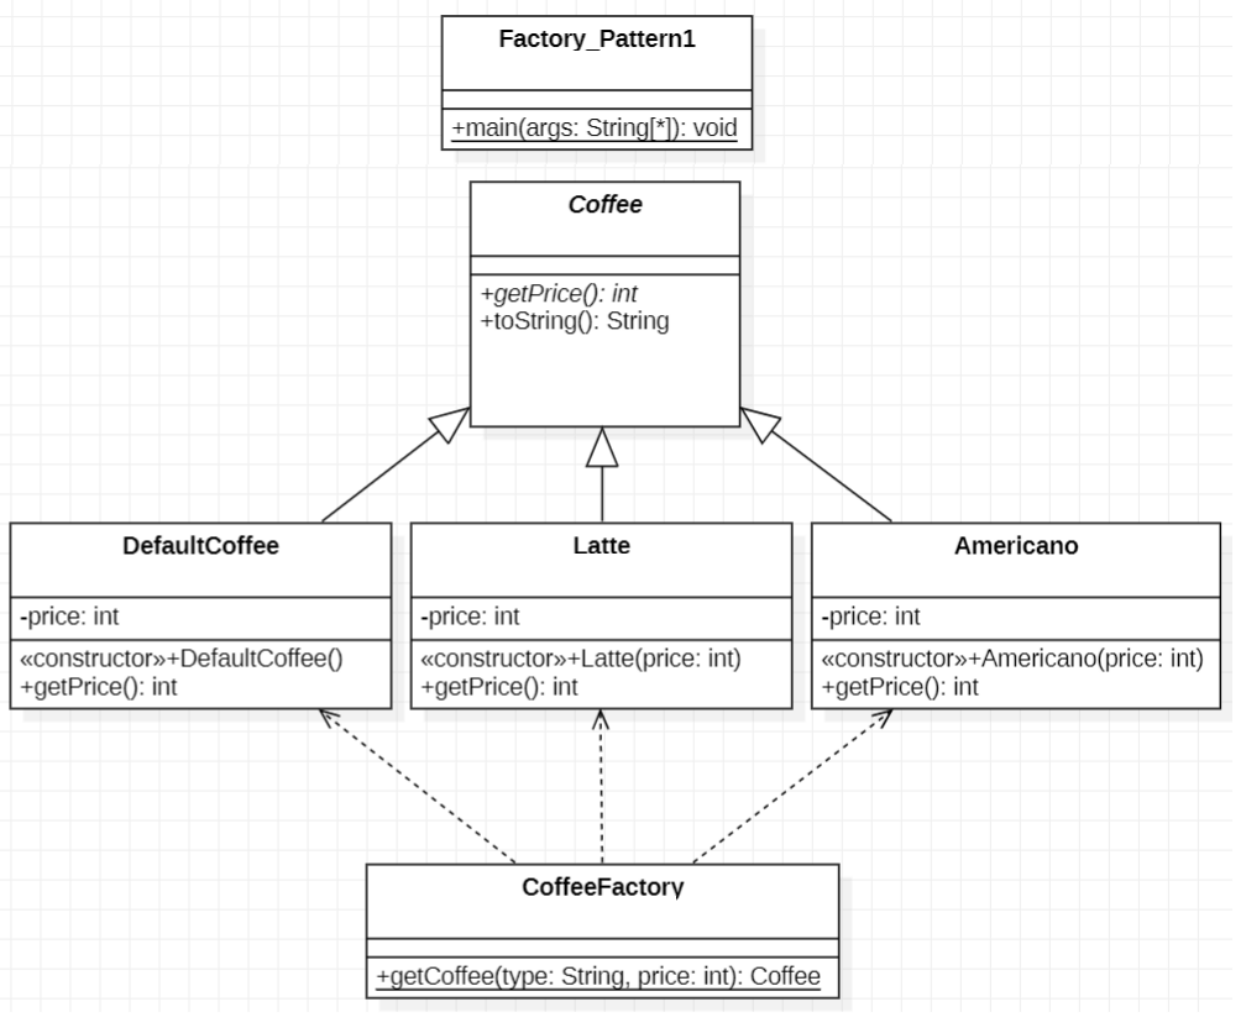 Factory_Pattern1
+main(args: String[*]): void
Coffee
+getPrice(): int
+toString(): String
DefaultCoffee
-price: int
«constructor»+DefaultCoffee()
+getPrice(): int
Latte
-price: int
«constructor»+Latte(price: int)
+getPrice(): int
Americano
-price: int
«constructor»+Americano(price: int)
+getPrice(): int
CoffeeFactory
+getCoffee(type: String, price: int): Coffee